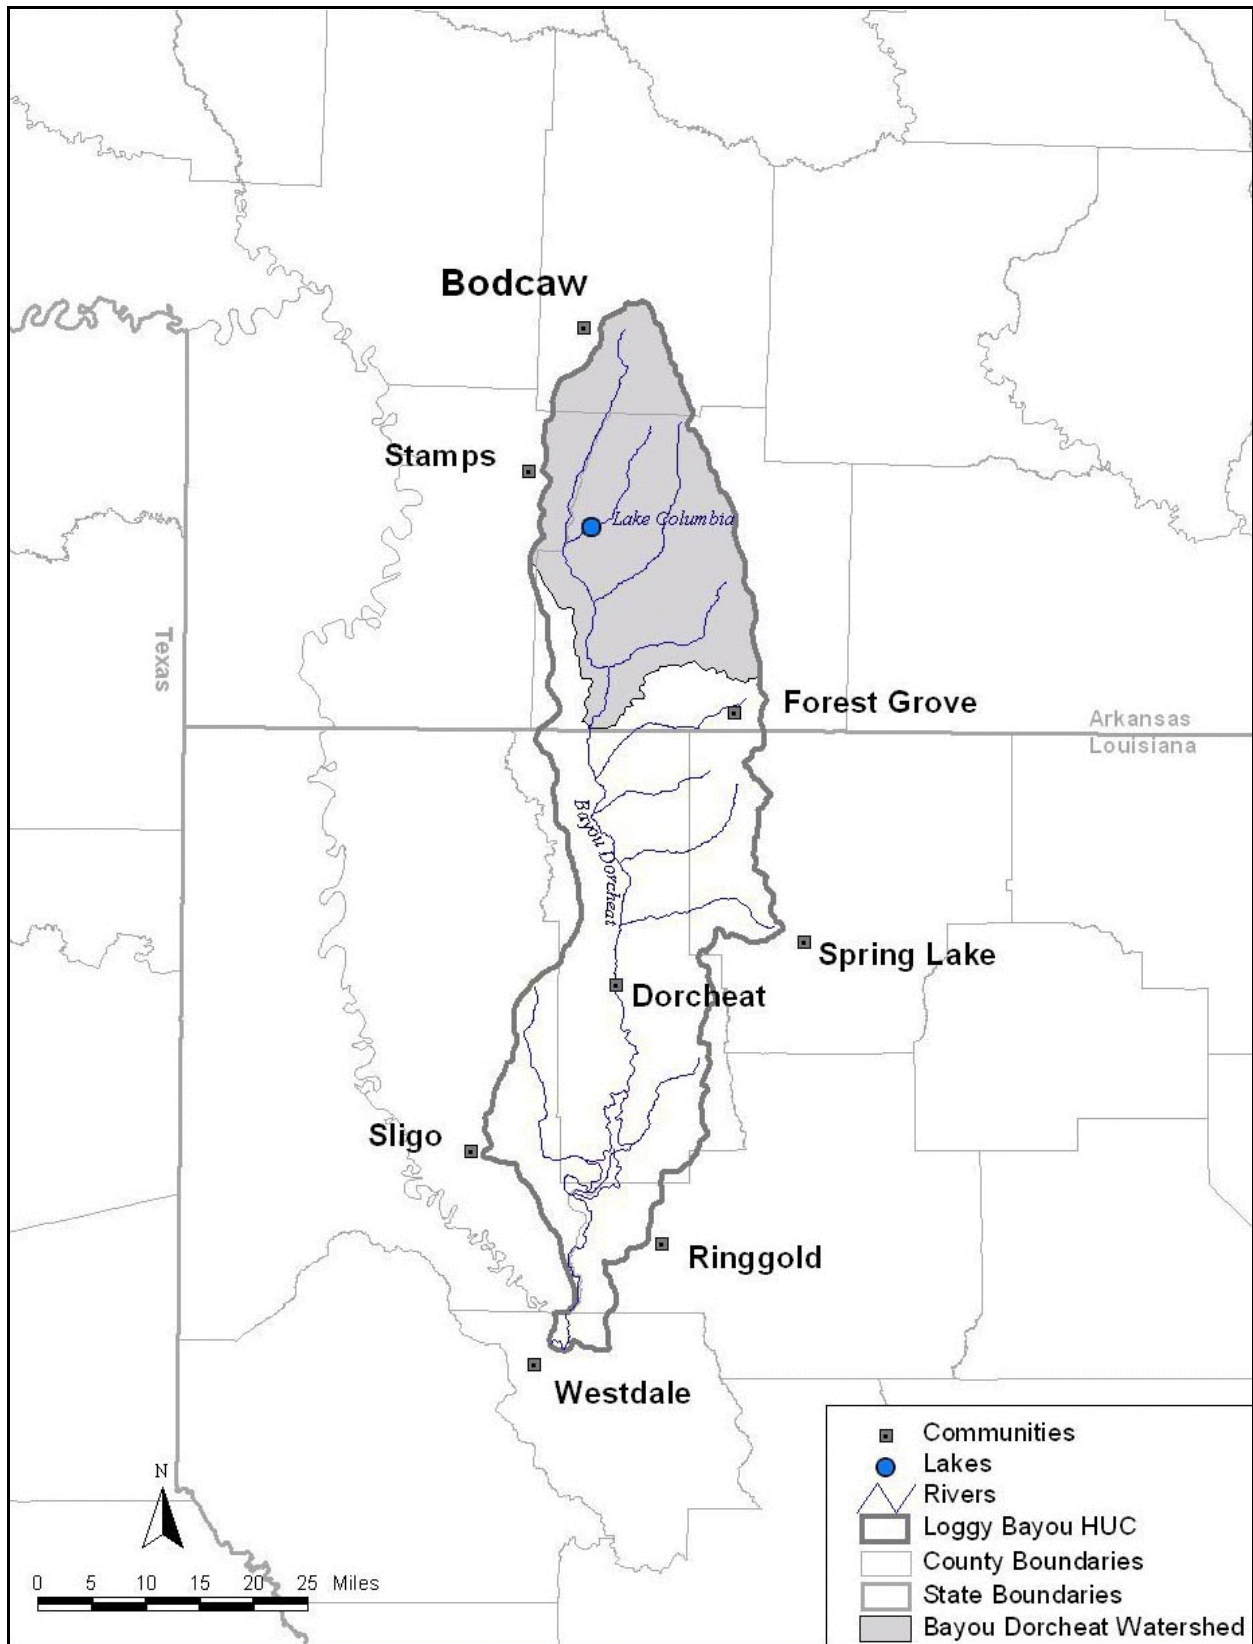 Bodcaw
Stamps
Lake Columbia
Texas
Forest Grove
Arkansas
Louisiana
Bayou Dorcheat
Spring Lake
Dorcheat
Sligo
Ringgold
Westdale
N
0 5 10 15 20 25 Miles
Communities
Lakes
Rivers
Loggy Bayou HUC
County Boundaries
State Boundaries
Bayou Dorcheat Watershed